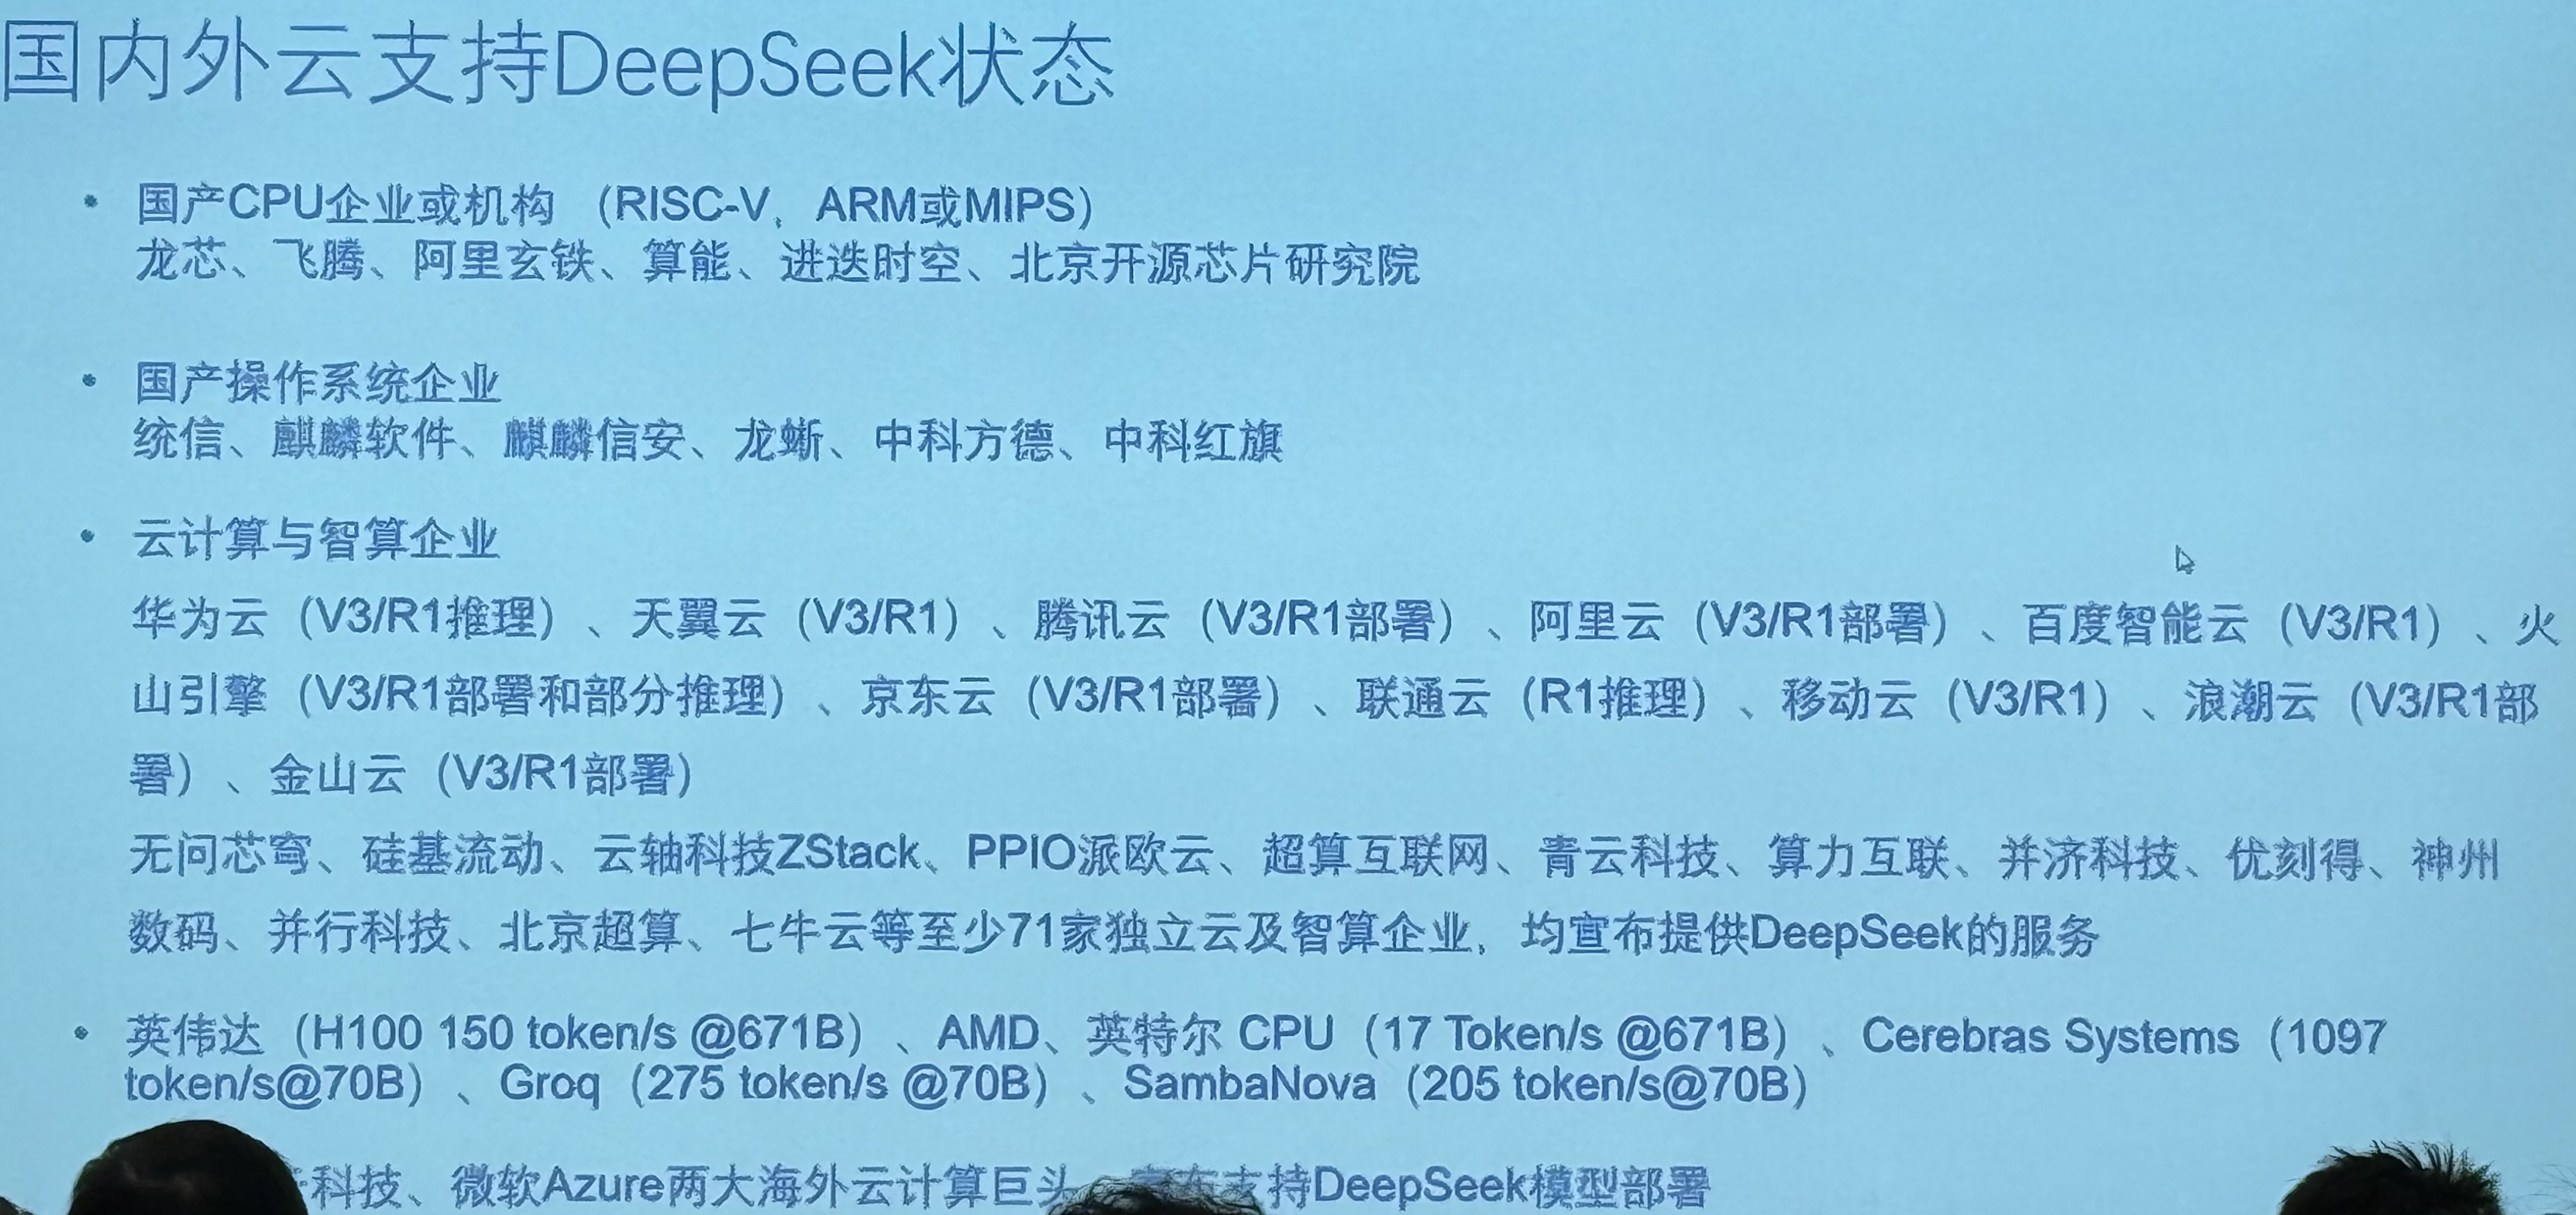 国内外云支持DeepSeek状态
• 国产CPU企业或机构 （RISC-V，ARM或MIPS）
龙芯、飞腾、阿里玄铁、算能、进迭时空、北京开源芯片研究院
• 国产操作系统企业
统信、麒麟软件、麒麟信安、龙蜥、中科方德、中科红旗
• 云计算与智算企业
华为云（V3/R1推理）、天翼云（V3/R1）、腾讯云（V3/R1部署）、阿里云（V3/R1部署）、百度智能云（V3/R1）、火
山引擎（V3/R1部署和部分推理）、京东云（V3/R1部署）、联通云（R1推理）、移动云（V3/R1）、浪潮云（V3/R1部
署）、金山云（V3/R1部署）
无问芯穹、硅基流动、云轴科技ZStack、PPIO派欧云、超算互联网、青云科技、算力互联、并济科技、优刻得、神州
数码、并行科技、北京超算、七牛云等至少71家独立云及智算企业，均宣布提供DeepSeek的服务
• 英伟达（H100 150 token/s @671B）、AMD、英特尔 CPU（17 Token/s @671B）、Cerebras Systems（1097
token/s@70B）、Groq（275 token/s @70B）、SambaNova（205 token/s@70B）
科技、微软Azure两大海外云计算巨头 支持DeepSeek模型部署